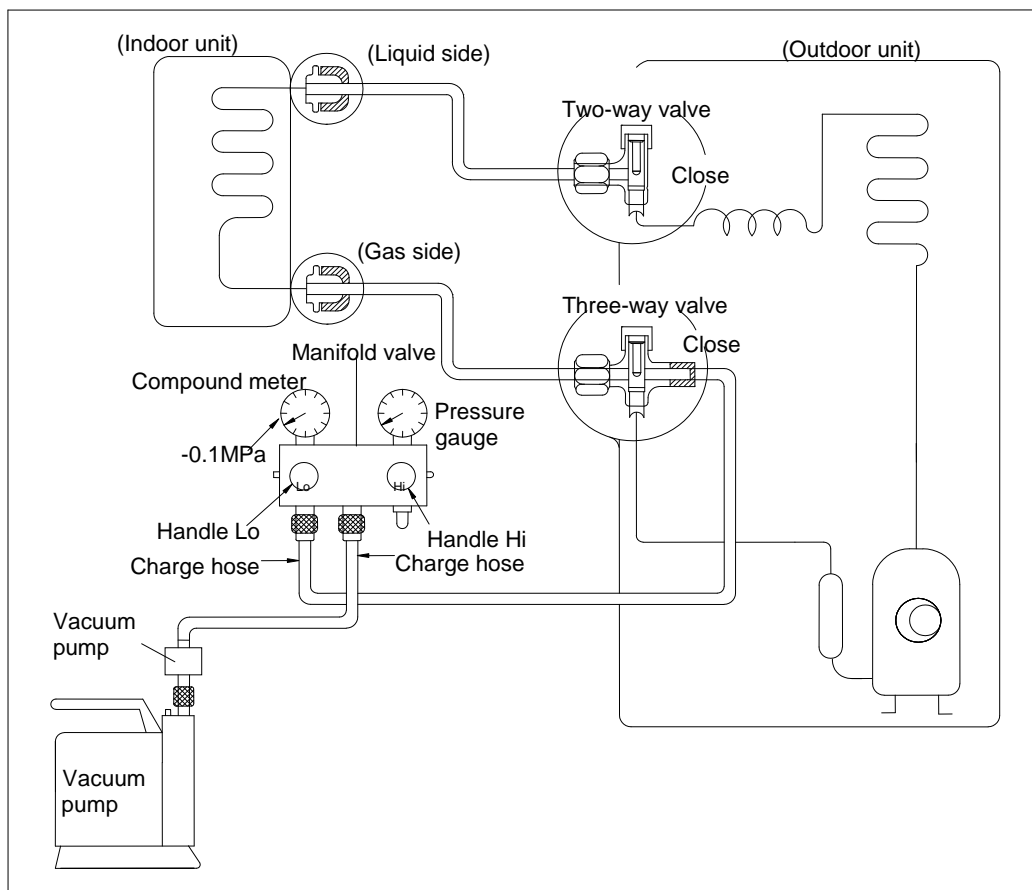 (Indoor unit)
(Liquid side)
(Outdoor unit)
Two-way valve
Close
(Gas side)
Three-way valve
Close
Manifold valve
Compound meter
Pressure
gauge
-0.1MPa
Lo
Hi
Handle Lo
Handle Hi
Charge hose
Charge hose
Vacuum
pump
Vacuum
pump